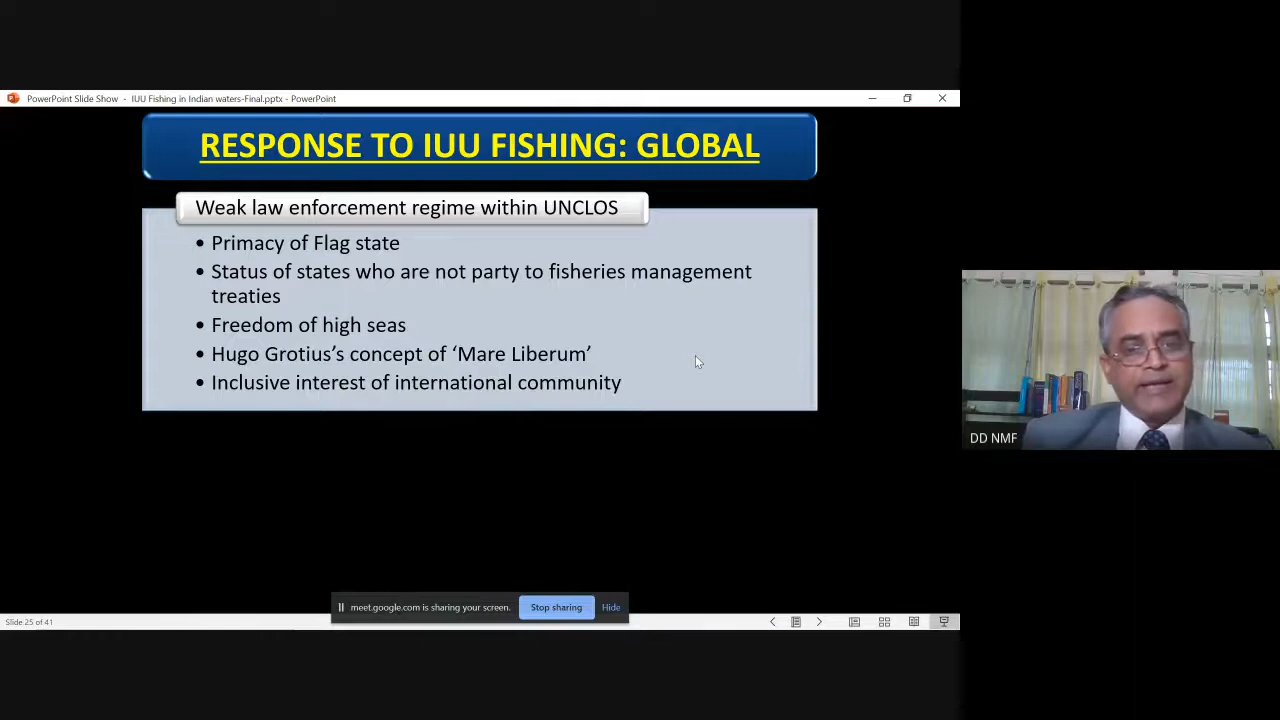 PowerPoint Slide Show - IUU Fishing in Indian waters-Final.pptx - PowerPoint
RESPONSE TO IUU FISHING: GLOBAL
Weak law enforcement regime within UNCLOS
• Primacy of Flag state
• Status of states who are not party to fisheries management
treaties
• Freedom of high seas
• Hugo Grotius’s concept of ‘Mare Liberum’
• Inclusive interest of international community
DD NMF
meet.google.com is sharing your screen. Stop sharing Hide
Slide 25 of 41